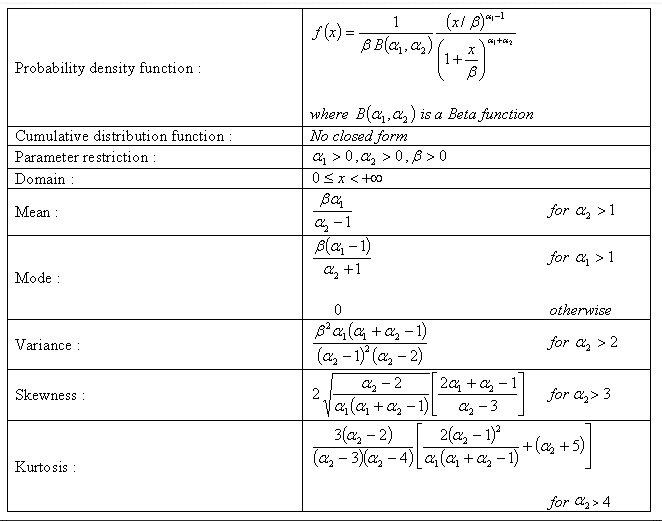 Probability density function : f(x) = 1 / (β B(α₁, α₂)) (x/β)^(α₁−1) / (1 + x/β)^(α₁+α₂)
where B(α₁, α₂) is a Beta function
Cumulative distribution function : No closed form
Parameter restriction : α₁ > 0, α₂ > 0, β > 0
Domain : 0 ≤ x < +∞
Mean : βα₁ / (α₂ − 1) for α₂ > 1
Mode : β(α₁ − 1) / (α₂ + 1) for α₁ > 1
0 otherwise
Variance : β²α₁(α₁ + α₂ − 1) / ((α₂ − 1)²(α₂ − 2)) for α₂ > 2
Skewness : 2 √((α₂ − 2) / (α₁(α₁ + α₂ − 1))) [(2α₁ + α₂ − 1) / (α₂ − 3)] for α₂ > 3
Kurtosis : 3(α₂ − 2) / ((α₂ − 3)(α₂ − 4)) [2(α₂ − 1)² / (α₁(α₁ + α₂ − 1)) + (α₂ + 5)]
for α₂ > 4